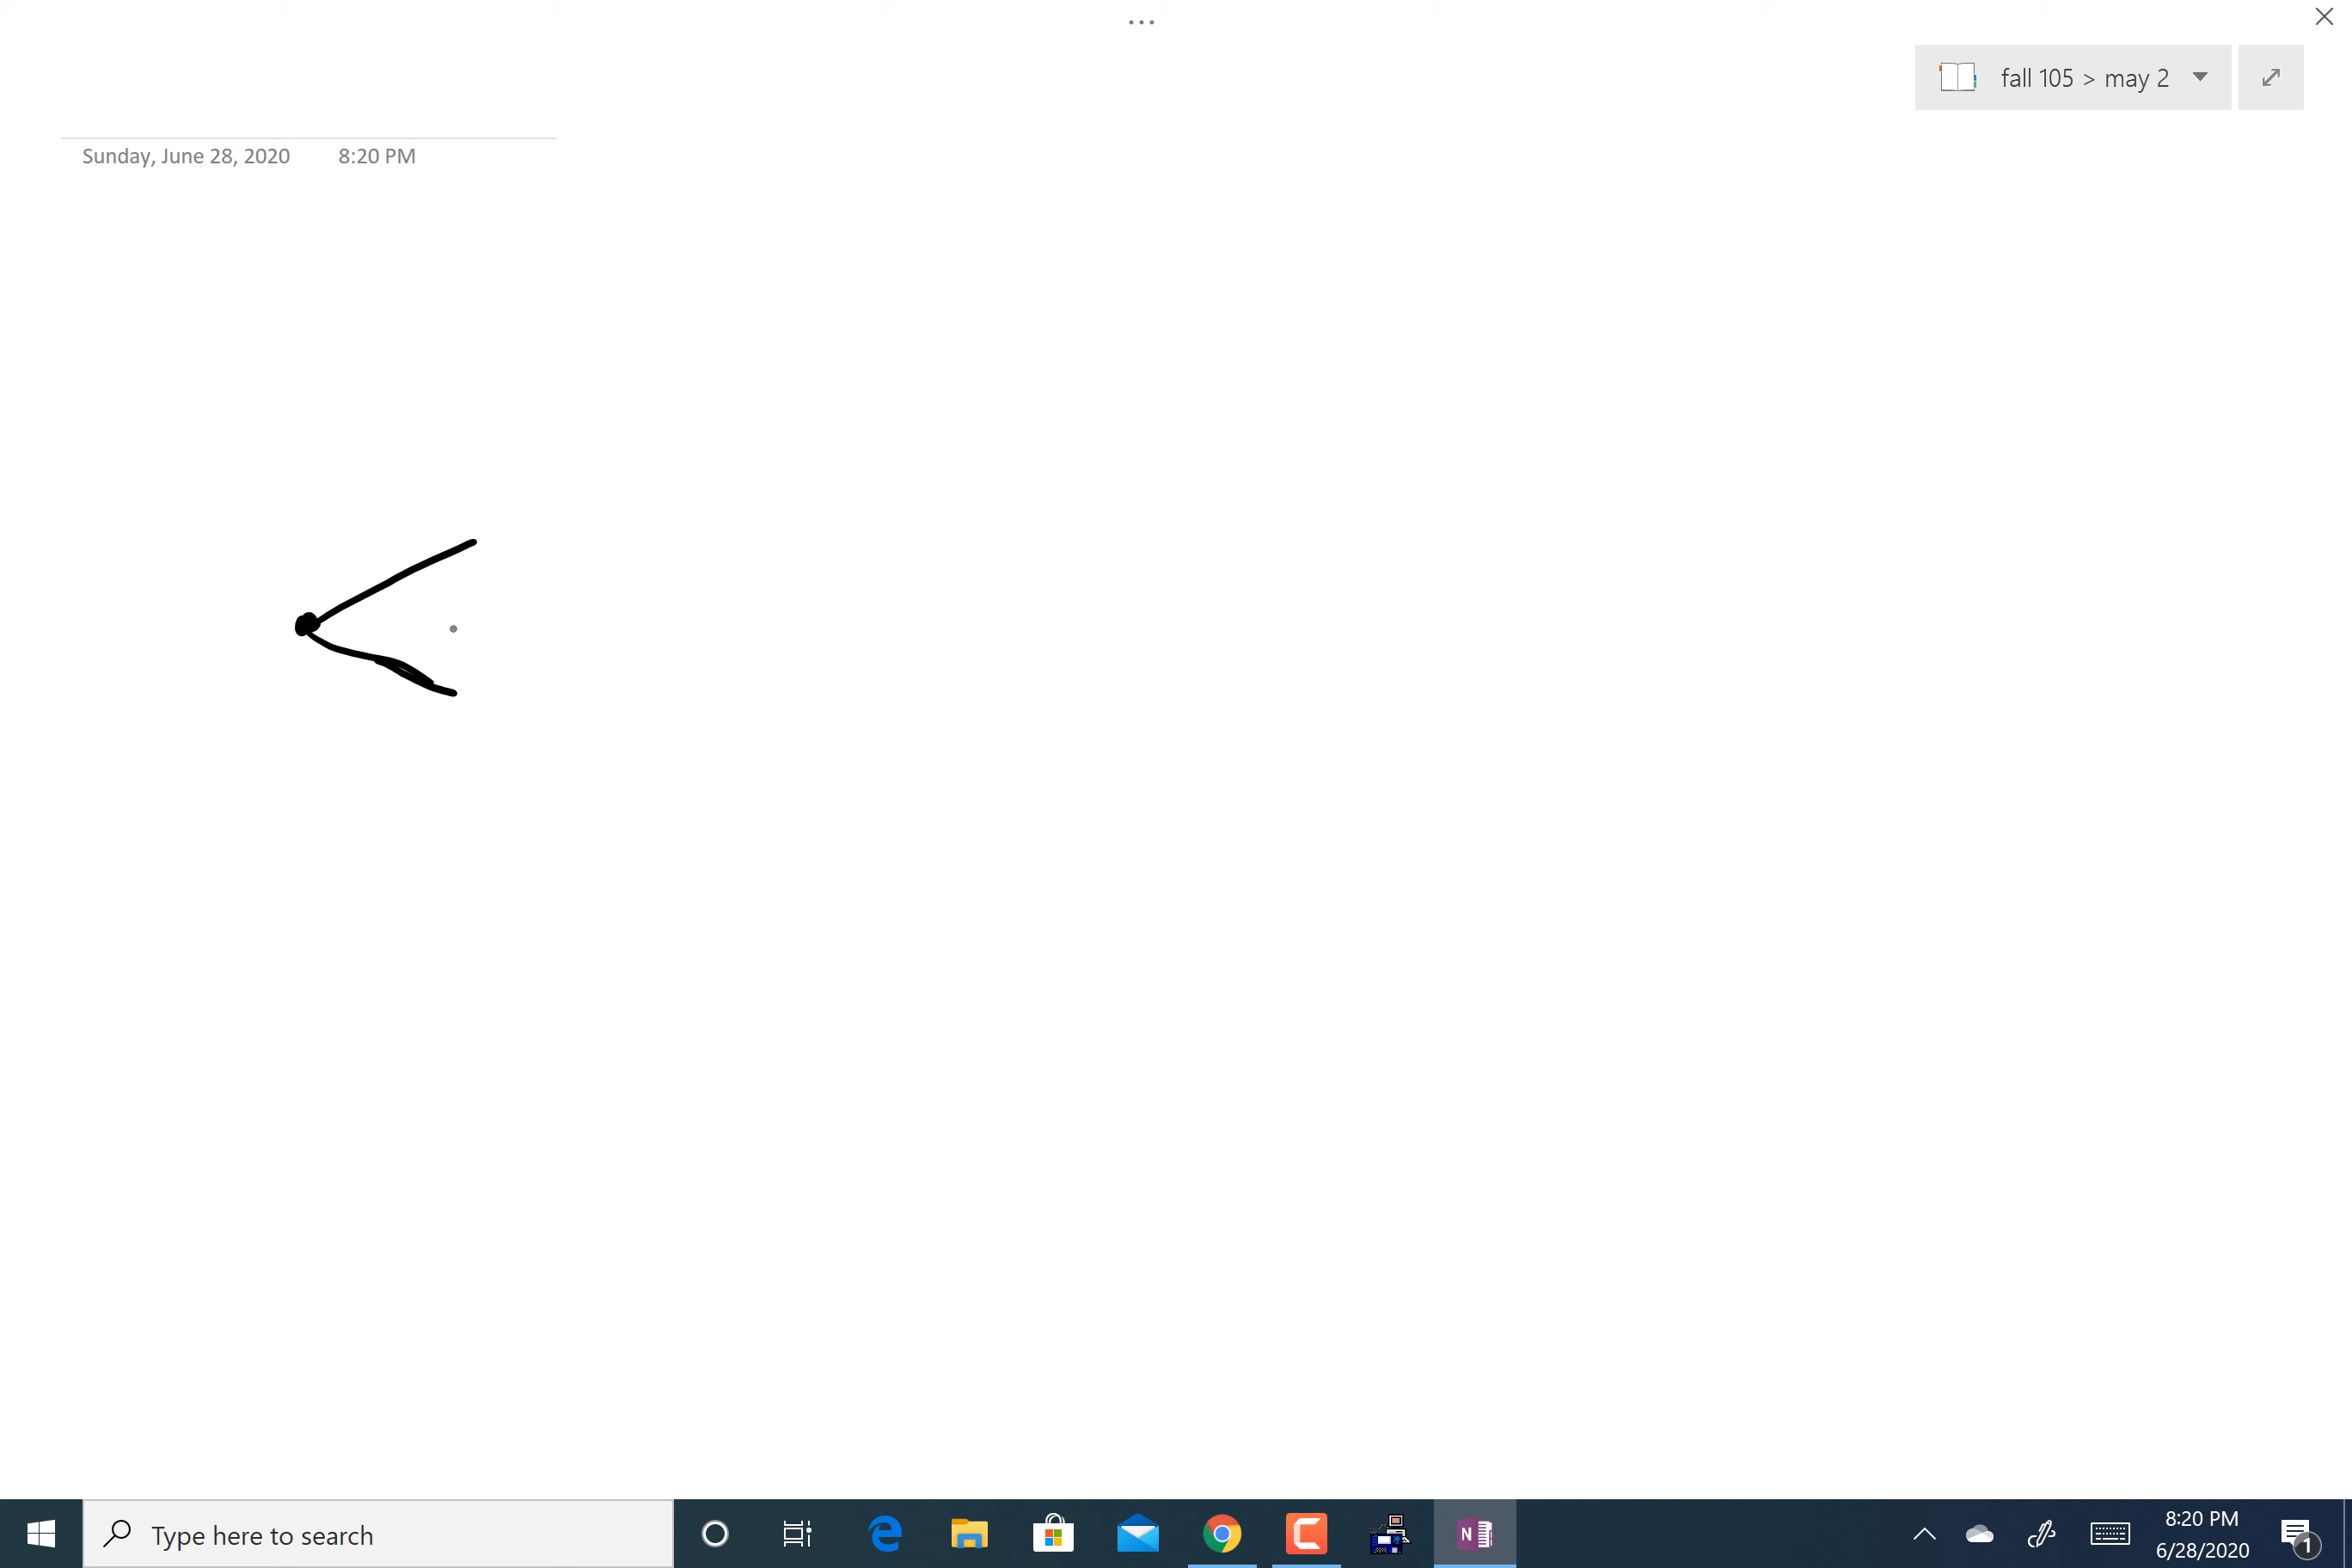 fall 105 > may 2
Sunday, June 28, 2020 8:20 PM
Type here to search
N
8:20 PM
6/28/2020
1